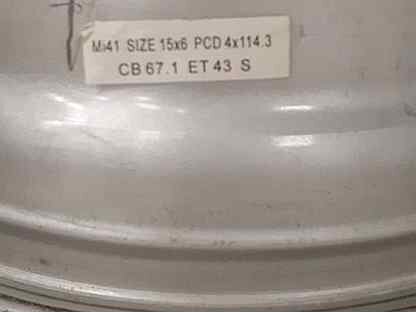 Mi41 SIZE 15x6 PCD 4x114.3
CB 67.1 ET 43 S